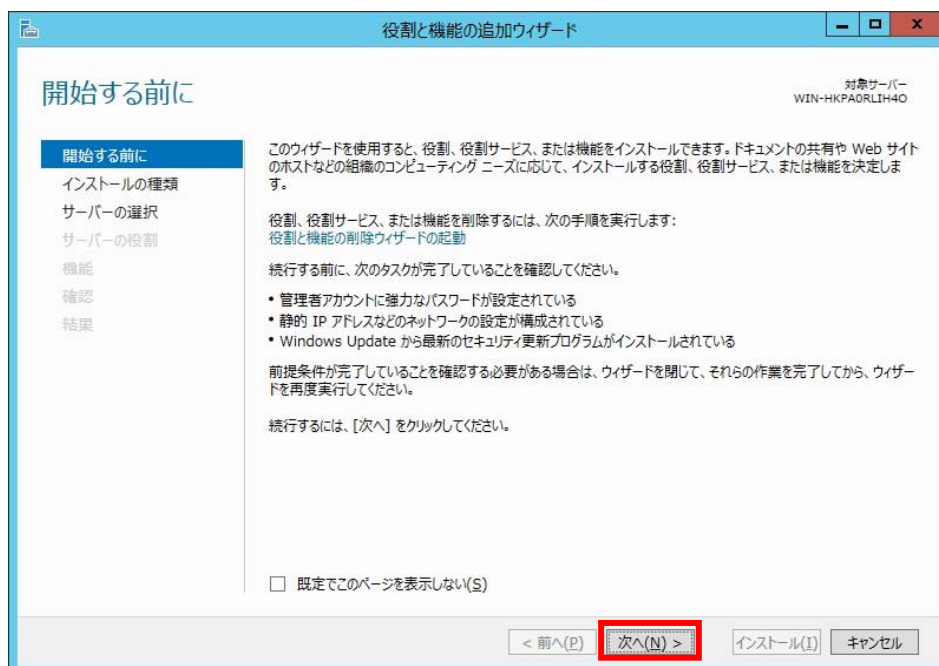 役割と機能の追加ウィザード
開始する前に
対象サーバー
WIN-HKPA0RLIH4O
開始する前に
インストールの種類
サーバーの選択
サーバーの役割
機能
確認
結果
このウィザードを使用すると、役割、役割サービス、または機能をインストールできます。ドキュメントの共有や Web サイト
のホストなどの組織のコンピューティング ニーズに応じて、インストールする役割、役割サービス、または機能を決定しま
す。
役割、役割サービス、または機能を削除するには、次の手順を実行します:
役割と機能の削除ウィザードの起動
続行する前に、次のタスクが完了していることを確認してください。
• 管理者アカウントに強力なパスワードが設定されている
• 静的 IP アドレスなどのネットワークの設定が構成されている
• Windows Update から最新のセキュリティ更新プログラムがインストールされている
前提条件が完了していることを確認する必要がある場合は、ウィザードを閉じて、それらの作業を完了してから、ウィザー
ドを再度実行してください。
続行するには、[次へ] をクリックしてください。
既定でこのページを表示しない(S)
< 前へ(P) 次へ(N) > インストール(I) キャンセル